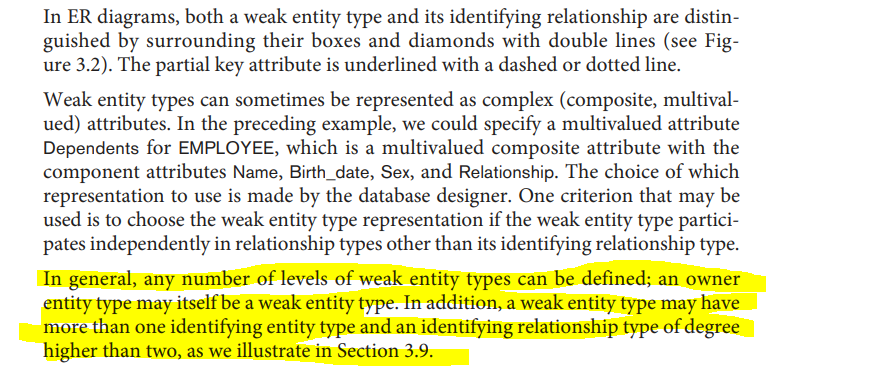 In ER diagrams, both a weak entity type and its identifying relationship are distin-
guished by surrounding their boxes and diamonds with double lines (see Fig-
ure 3.2). The partial key attribute is underlined with a dashed or dotted line.
Weak entity types can sometimes be represented as complex (composite, multival-
ued) attributes. In the preceding example, we could specify a multivalued attribute
Dependents for EMPLOYEE, which is a multivalued composite attribute with the
component attributes Name, Birth_date, Sex, and Relationship. The choice of which
representation to use is made by the database designer. One criterion that may be
used is to choose the weak entity type representation if the weak entity type partici-
pates independently in relationship types other than its identifying relationship type.
In general, any number of levels of weak entity types can be defined; an owner
entity type may itself be a weak entity type. In addition, a weak entity type may have
more than one identifying entity type and an identifying relationship type of degree
higher than two, as we illustrate in Section 3.9.